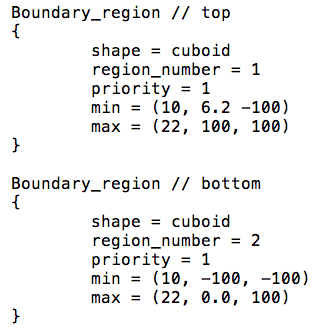 Boundary_region // top
{
shape = cuboid
region_number = 1
priority = 1
min = (10, 6.2 -100)
max = (22, 100, 100)
}
Boundary_region // bottom
{
shape = cuboid
region_number = 2
priority = 1
min = (10, -100, -100)
max = (22, 0.0, 100)
}